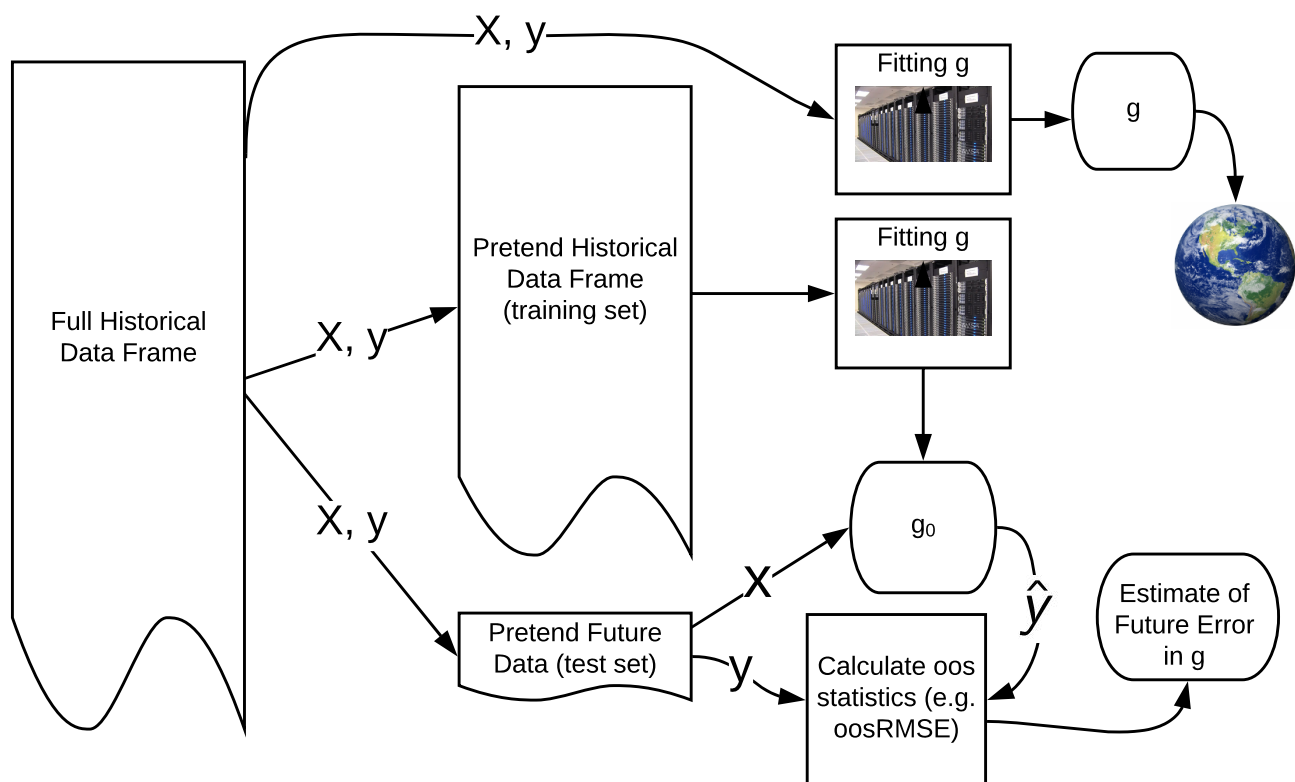 X, y
Fitting g
g
Pretend Historical
Data Frame
(training set)
Fitting g
Full Historical
Data Frame
X, y
X, y
g₀
X
ŷ
Estimate of
Future Error
in g
Pretend Future
Data (test set)
y
Calculate oos
statistics (e.g.
oosRMSE)